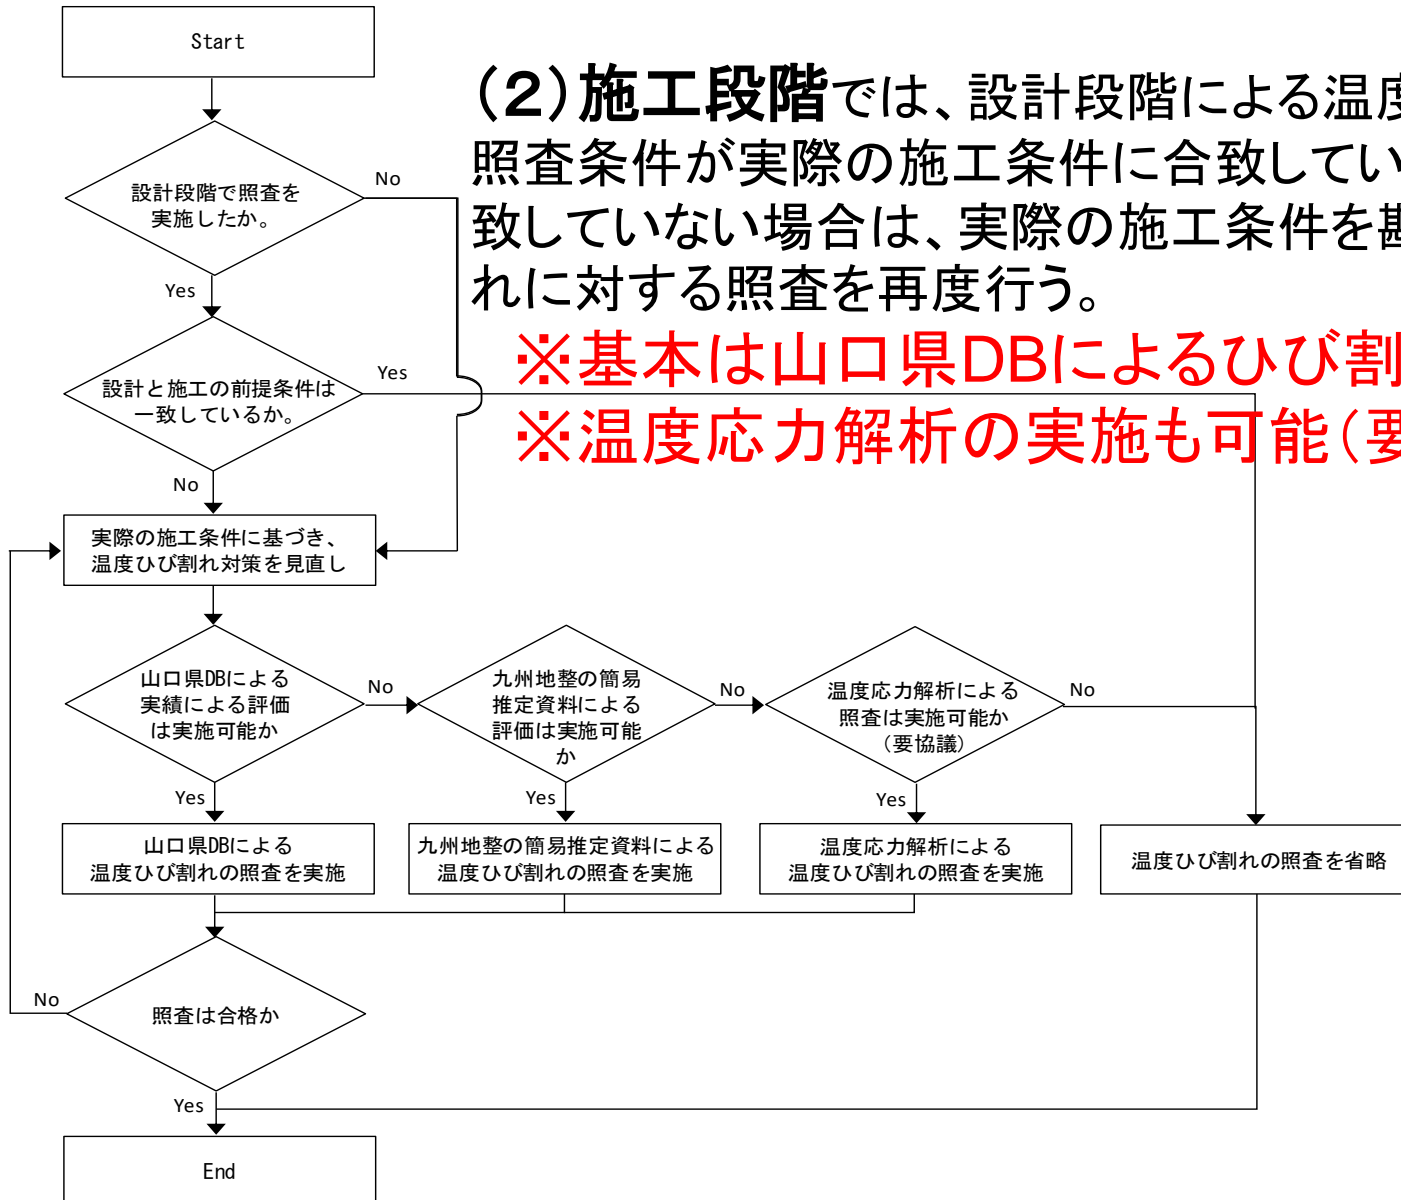 Start
(2)施工段階では、設計段階による温度
照査条件が実際の施工条件に合致してい
致していない場合は、実際の施工条件を勘
れに対する照査を再度行う。
※基本は山口県DBによるひび割
※温度応力解析の実施も可能(要
設計段階で照査を
実施したか。
No
Yes
設計と施工の前提条件は
一致しているか。
Yes
No
実際の施工条件に基づき、
温度ひび割れ対策を見直し
山口県DBによる
実績による評価
は実施可能か
No
九州地整の簡易
推定資料による
評価は実施可能
か
No
温度応力解析による
照査は実施可能か
(要協議)
No
Yes
Yes
Yes
山口県DBによる
温度ひび割れの照査を実施
九州地整の簡易推定資料による
温度ひび割れの照査を実施
温度応力解析による
温度ひび割れの照査を実施
温度ひび割れの照査を省略
照査は合格か
No
Yes
End